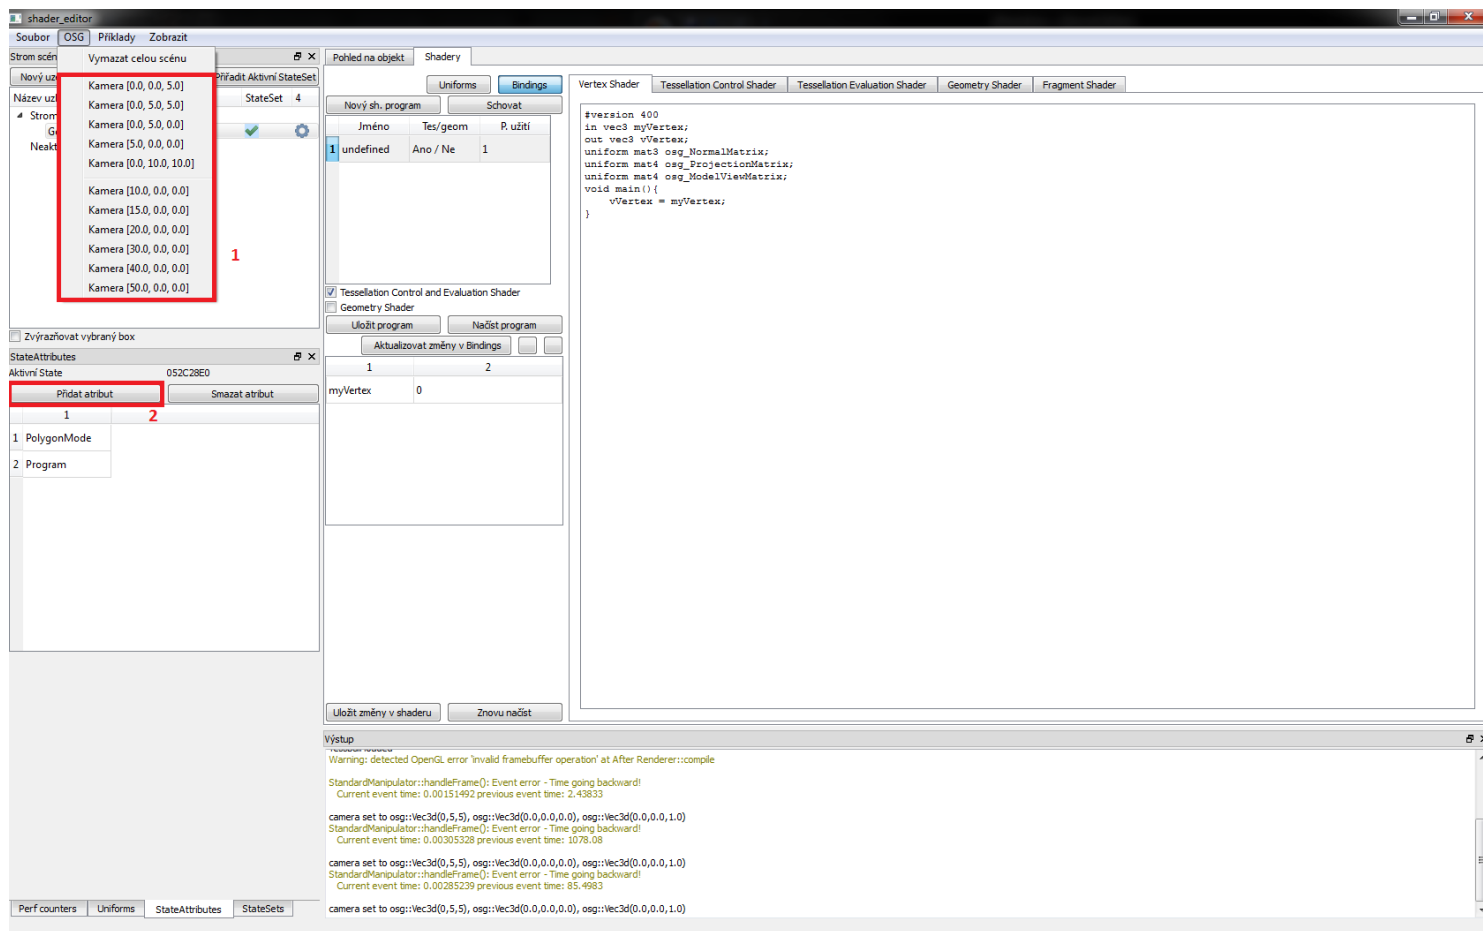 shader_editor
Soubor OSG Příklady Zobrazit
Strom scén
Vymazat celou scénu
Nový uz
Přiřadit Aktivní StateSet
Název uzl
StateSet 4
Strom
Ge
Neakt
Kamera [0.0, 0.0, 5.0]
Kamera [0.0, 5.0, 5.0]
Kamera [0.0, 5.0, 0.0]
Kamera [5.0, 0.0, 0.0]
Kamera [0.0, 10.0, 10.0]
Kamera [10.0, 0.0, 0.0]
Kamera [15.0, 0.0, 0.0]
Kamera [20.0, 0.0, 0.0]
Kamera [30.0, 0.0, 0.0]
Kamera [40.0, 0.0, 0.0]
Kamera [50.0, 0.0, 0.0]
1
Zvýrazňovat vybraný box
StateAttributes
Aktivní State 052C28E0
Přidat atribut Smazat atribut
1
2
1 PolygonMode
2 Program
Perf counters Uniforms StateAttributes StateSets
Pohled na objekt Shadery
Uniforms Bindings
Nový sh. program Schovat
Jméno Tes/geom P. užití
1 undefined Ano / Ne 1
Tessellation Control and Evaluation Shader
Geometry Shader
Uložit program Načíst program
Aktualizovat změny v Bindings
1 2
myVertex 0
Uložit změny v shaderu Znovu načíst
Vertex Shader Tessellation Control Shader Tessellation Evaluation Shader Geometry Shader Fragment Shader
#version 400
in vec3 myVertex;
out vec3 vVertex;
uniform mat3 osg_NormalMatrix;
uniform mat4 osg_ProjectionMatrix;
uniform mat4 osg_ModelViewMatrix;
void main(){
vVertex = myVertex;
}
Výstup
Warning: detected OpenGL error 'invalid framebuffer operation' at After Renderer::compile
StandardManipulator::handleFrame(): Event error - Time going backward!
Current event time: 0.00151492 previous event time: 2.43833
camera set to osg::Vec3d(0,5,5), osg::Vec3d(0.0,0.0,0.0), osg::Vec3d(0.0,0.0,1.0)
StandardManipulator::handleFrame(): Event error - Time going backward!
Current event time: 0.00305328 previous event time: 1078.08
camera set to osg::Vec3d(0,5,5), osg::Vec3d(0.0,0.0,0.0), osg::Vec3d(0.0,0.0,1.0)
StandardManipulator::handleFrame(): Event error - Time going backward!
Current event time: 0.00285239 previous event time: 85.4983
camera set to osg::Vec3d(0,5,5), osg::Vec3d(0.0,0.0,0.0), osg::Vec3d(0.0,0.0,1.0)